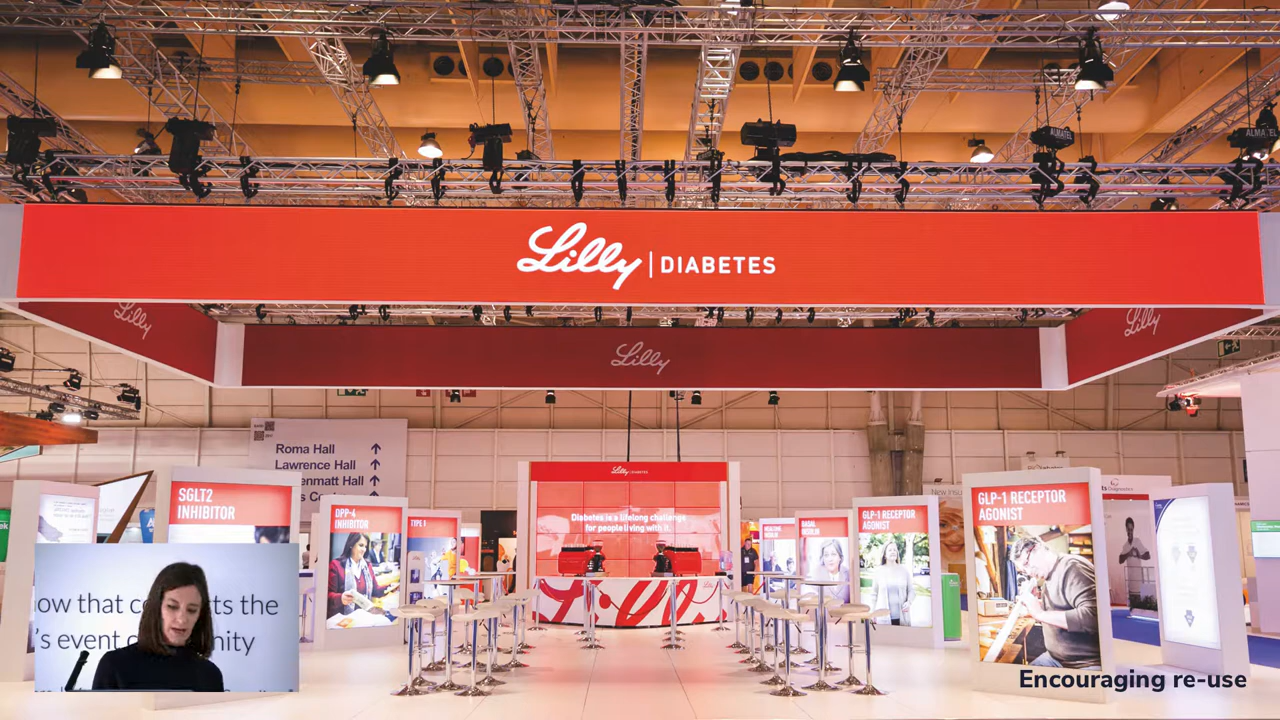 ALMATEL
ALMATEL
Lilly | DIABETES
Lilly
Lilly
Lilly
Roma Hall
Lawrence Hall
enmatt Hall
Lilly | DIABETES
Diabetes is a lifelong challenge
for people living with it.
SGLT2
INHIBITOR
DPP-4
INHIBITOR
TYPE 1
BASAL
INSULIN
GLP-1 RECEPTOR
AGONIST
GLP-1 RECEPTOR
AGONIST
ow that co ts the
's event o nity
Encouraging re-use